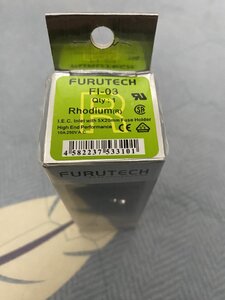 FURUTECH
FI-03
Qty : 1
Rhodium(R)
I.E.C. Inlet with 5X20mm Fuse Holder
High End Performance
10A 250V A.C.
4 582237 533101
FURUTECH